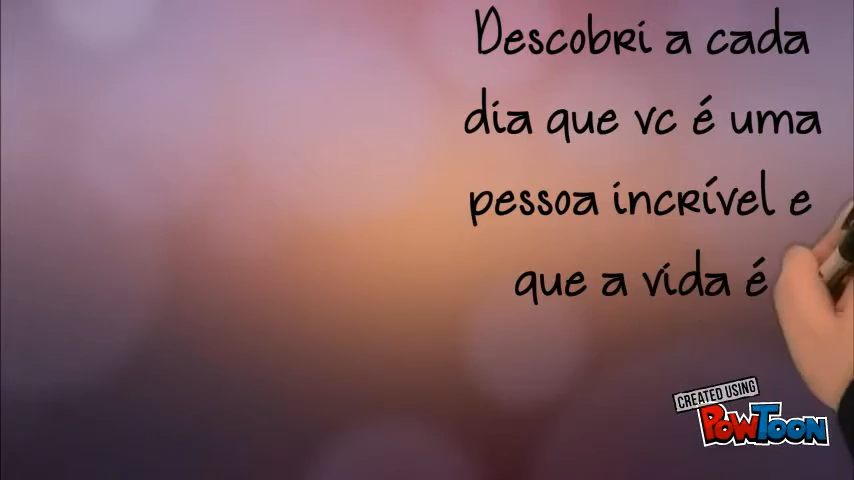 Descobri a cada
dia que vc é uma
pessoa incrível e
que a vida é
CREATED USING
POWTOON